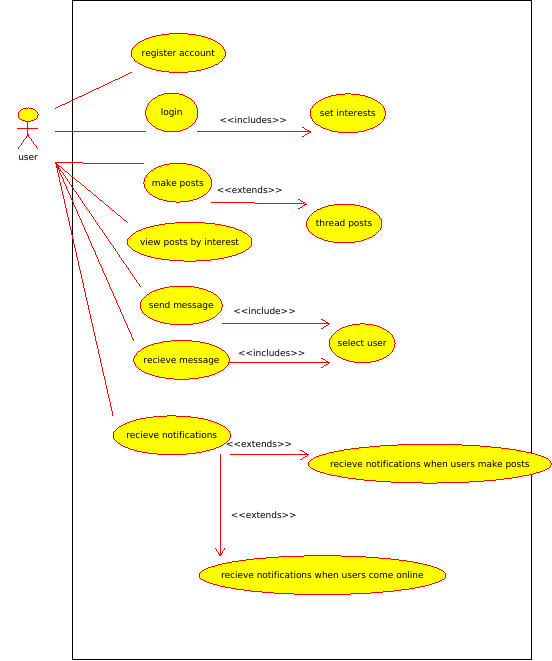 register account
login
<<includes>>
set interests
user
make posts
<<extends>>
thread posts
view posts by interest
send message
<<include>>
select user
recieve message
<<includes>>
recieve notifications
<<extends>>
recieve notifications when users make posts
<<extends>>
recieve notifications when users come online